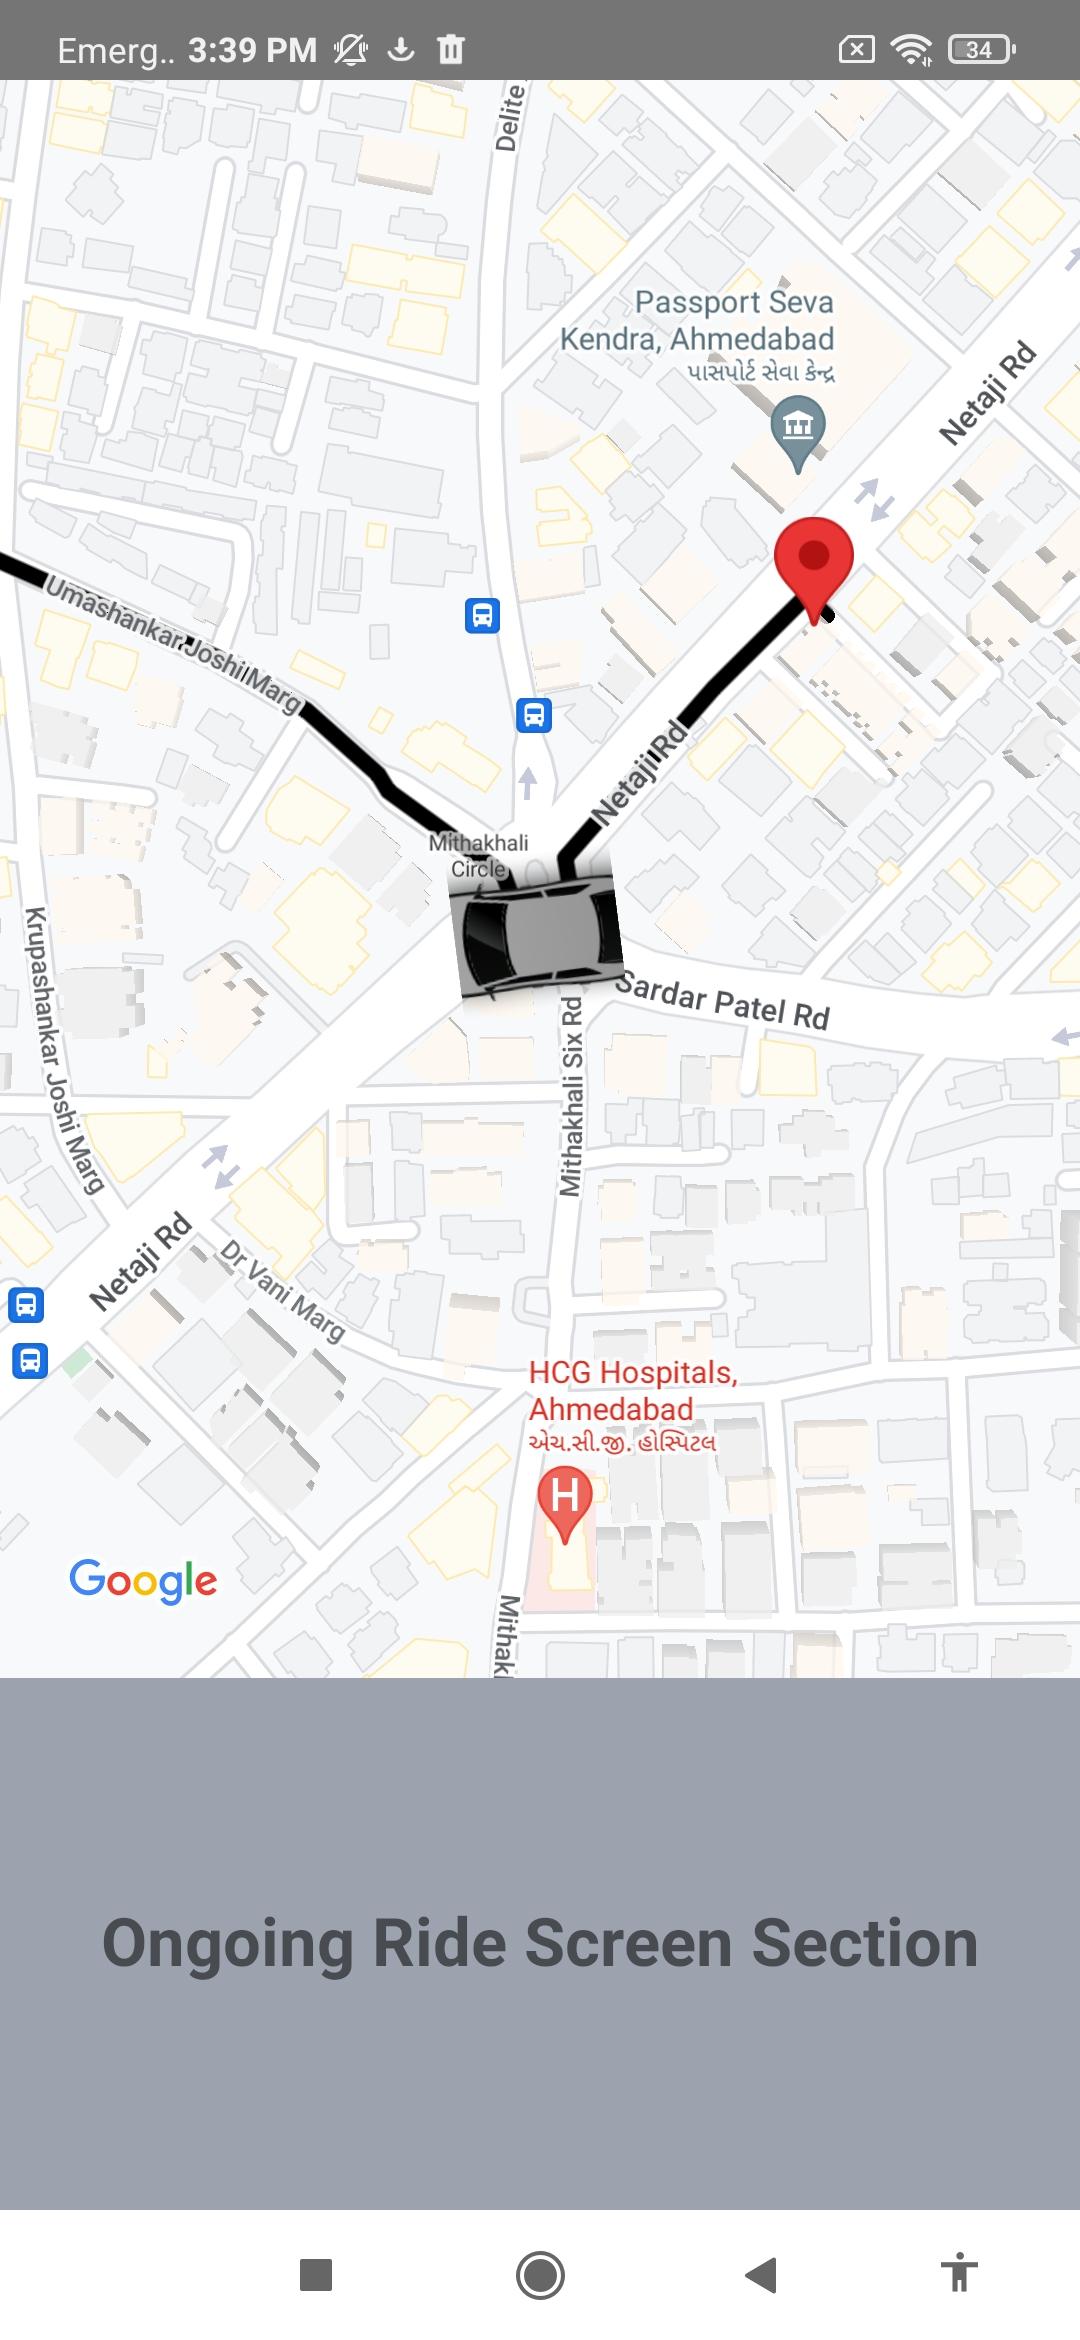 Emerg.. 3:39 PM
34
Delite
Passport Seva
Kendra, Ahmedabad
પાસપોર્ટ સેવા કેન્દ્ર
Netaji Rd
Umashankar Joshi Marg
Netaji Rd
Mithakhali
Circle
Krupashankar Joshi Marg
Sardar Patel Rd
Mithakhali Six Rd
Netaji Rd
Dr Vani Marg
HCG Hospitals,
Ahmedabad
એચ.સી.જી. હોસ્પિટલ
H
Google
Mithak
Ongoing Ride Screen Section